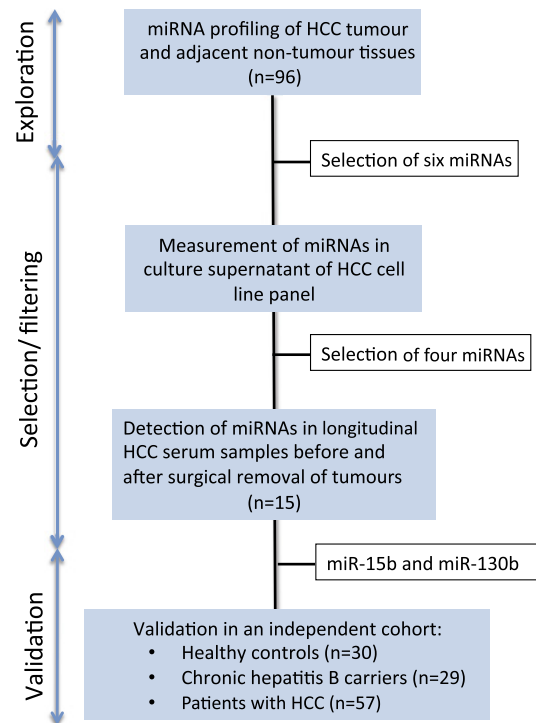 Exploration
miRNA profiling of HCC tumour
and adjacent non-tumour tissues
(n=96)
Selection of six miRNAs
Selection/ filtering
Measurement of miRNAs in
culture supernatant of HCC cell
line panel
Selection of four miRNAs
Detection of miRNAs in longitudinal
HCC serum samples before and
after surgical removal of tumours
(n=15)
miR-15b and miR-130b
Validation
Validation in an independent cohort:
• Healthy controls (n=30)
• Chronic hepatitis B carriers (n=29)
• Patients with HCC (n=57)